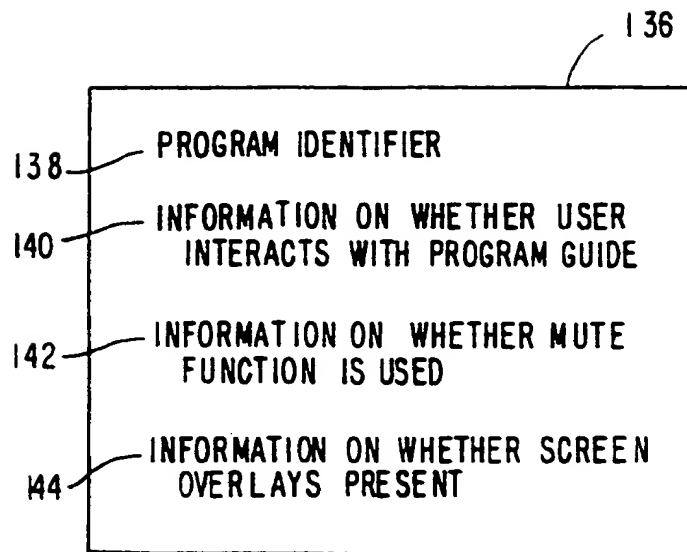 136
138 PROGRAM IDENTIFIER
140 INFORMATION ON WHETHER USER
INTERACTS WITH PROGRAM GUIDE
142 INFORMATION ON WHETHER MUTE
FUNCTION IS USED
144 INFORMATION ON WHETHER SCREEN
OVERLAYS PRESENT